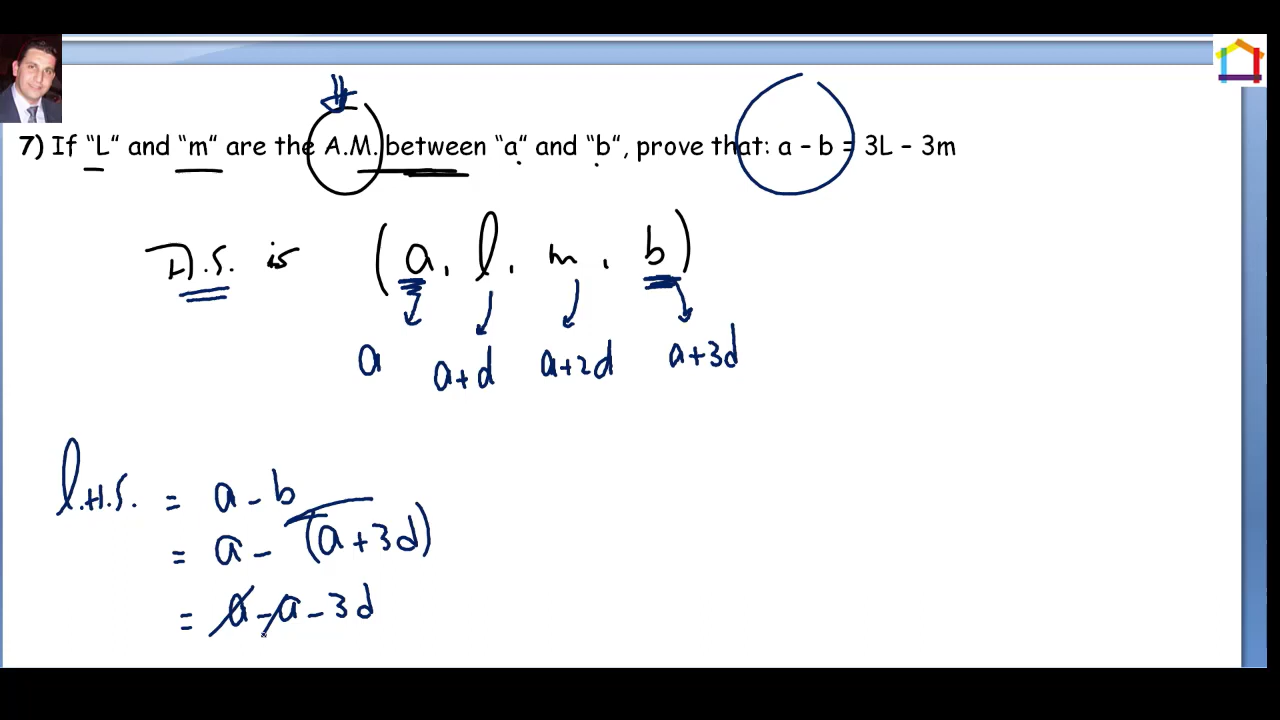 7) If “L” and “m” are the A.M. between “a” and “b”, prove that: a – b = 3L – 3m
A.S. is (a, l, m, b)
a a+d a+2d a+3d
l.H.S. = a - b
= a - (a+3d)
= a - a - 3d